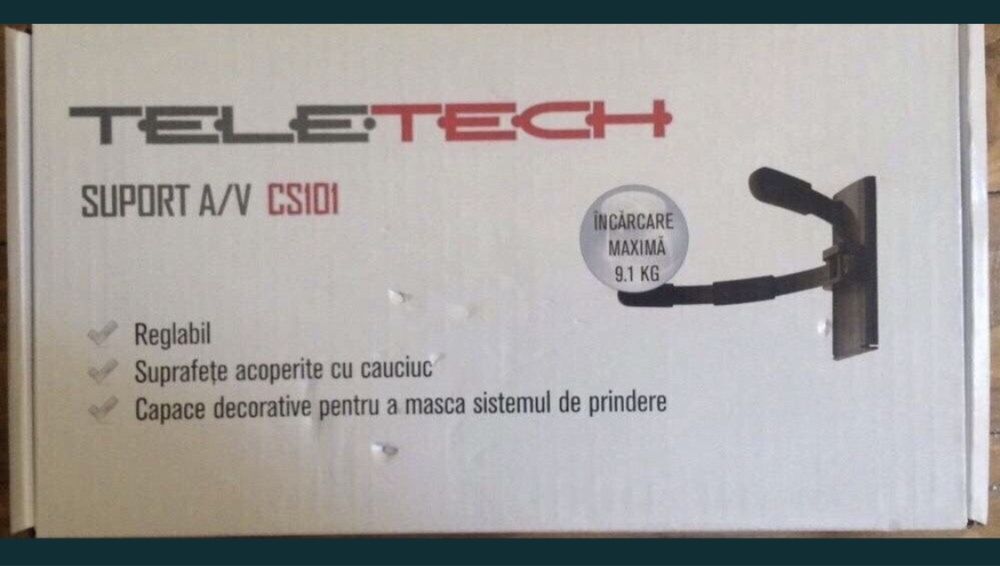 TELETECH
SUPORT A/V CS101
ÎNCĂRCARE
MAXIMĂ
9.1 KG
Reglabil
Suprafețe acoperite cu cauciuc
Capace decorative pentru a masca sistemul de prindere